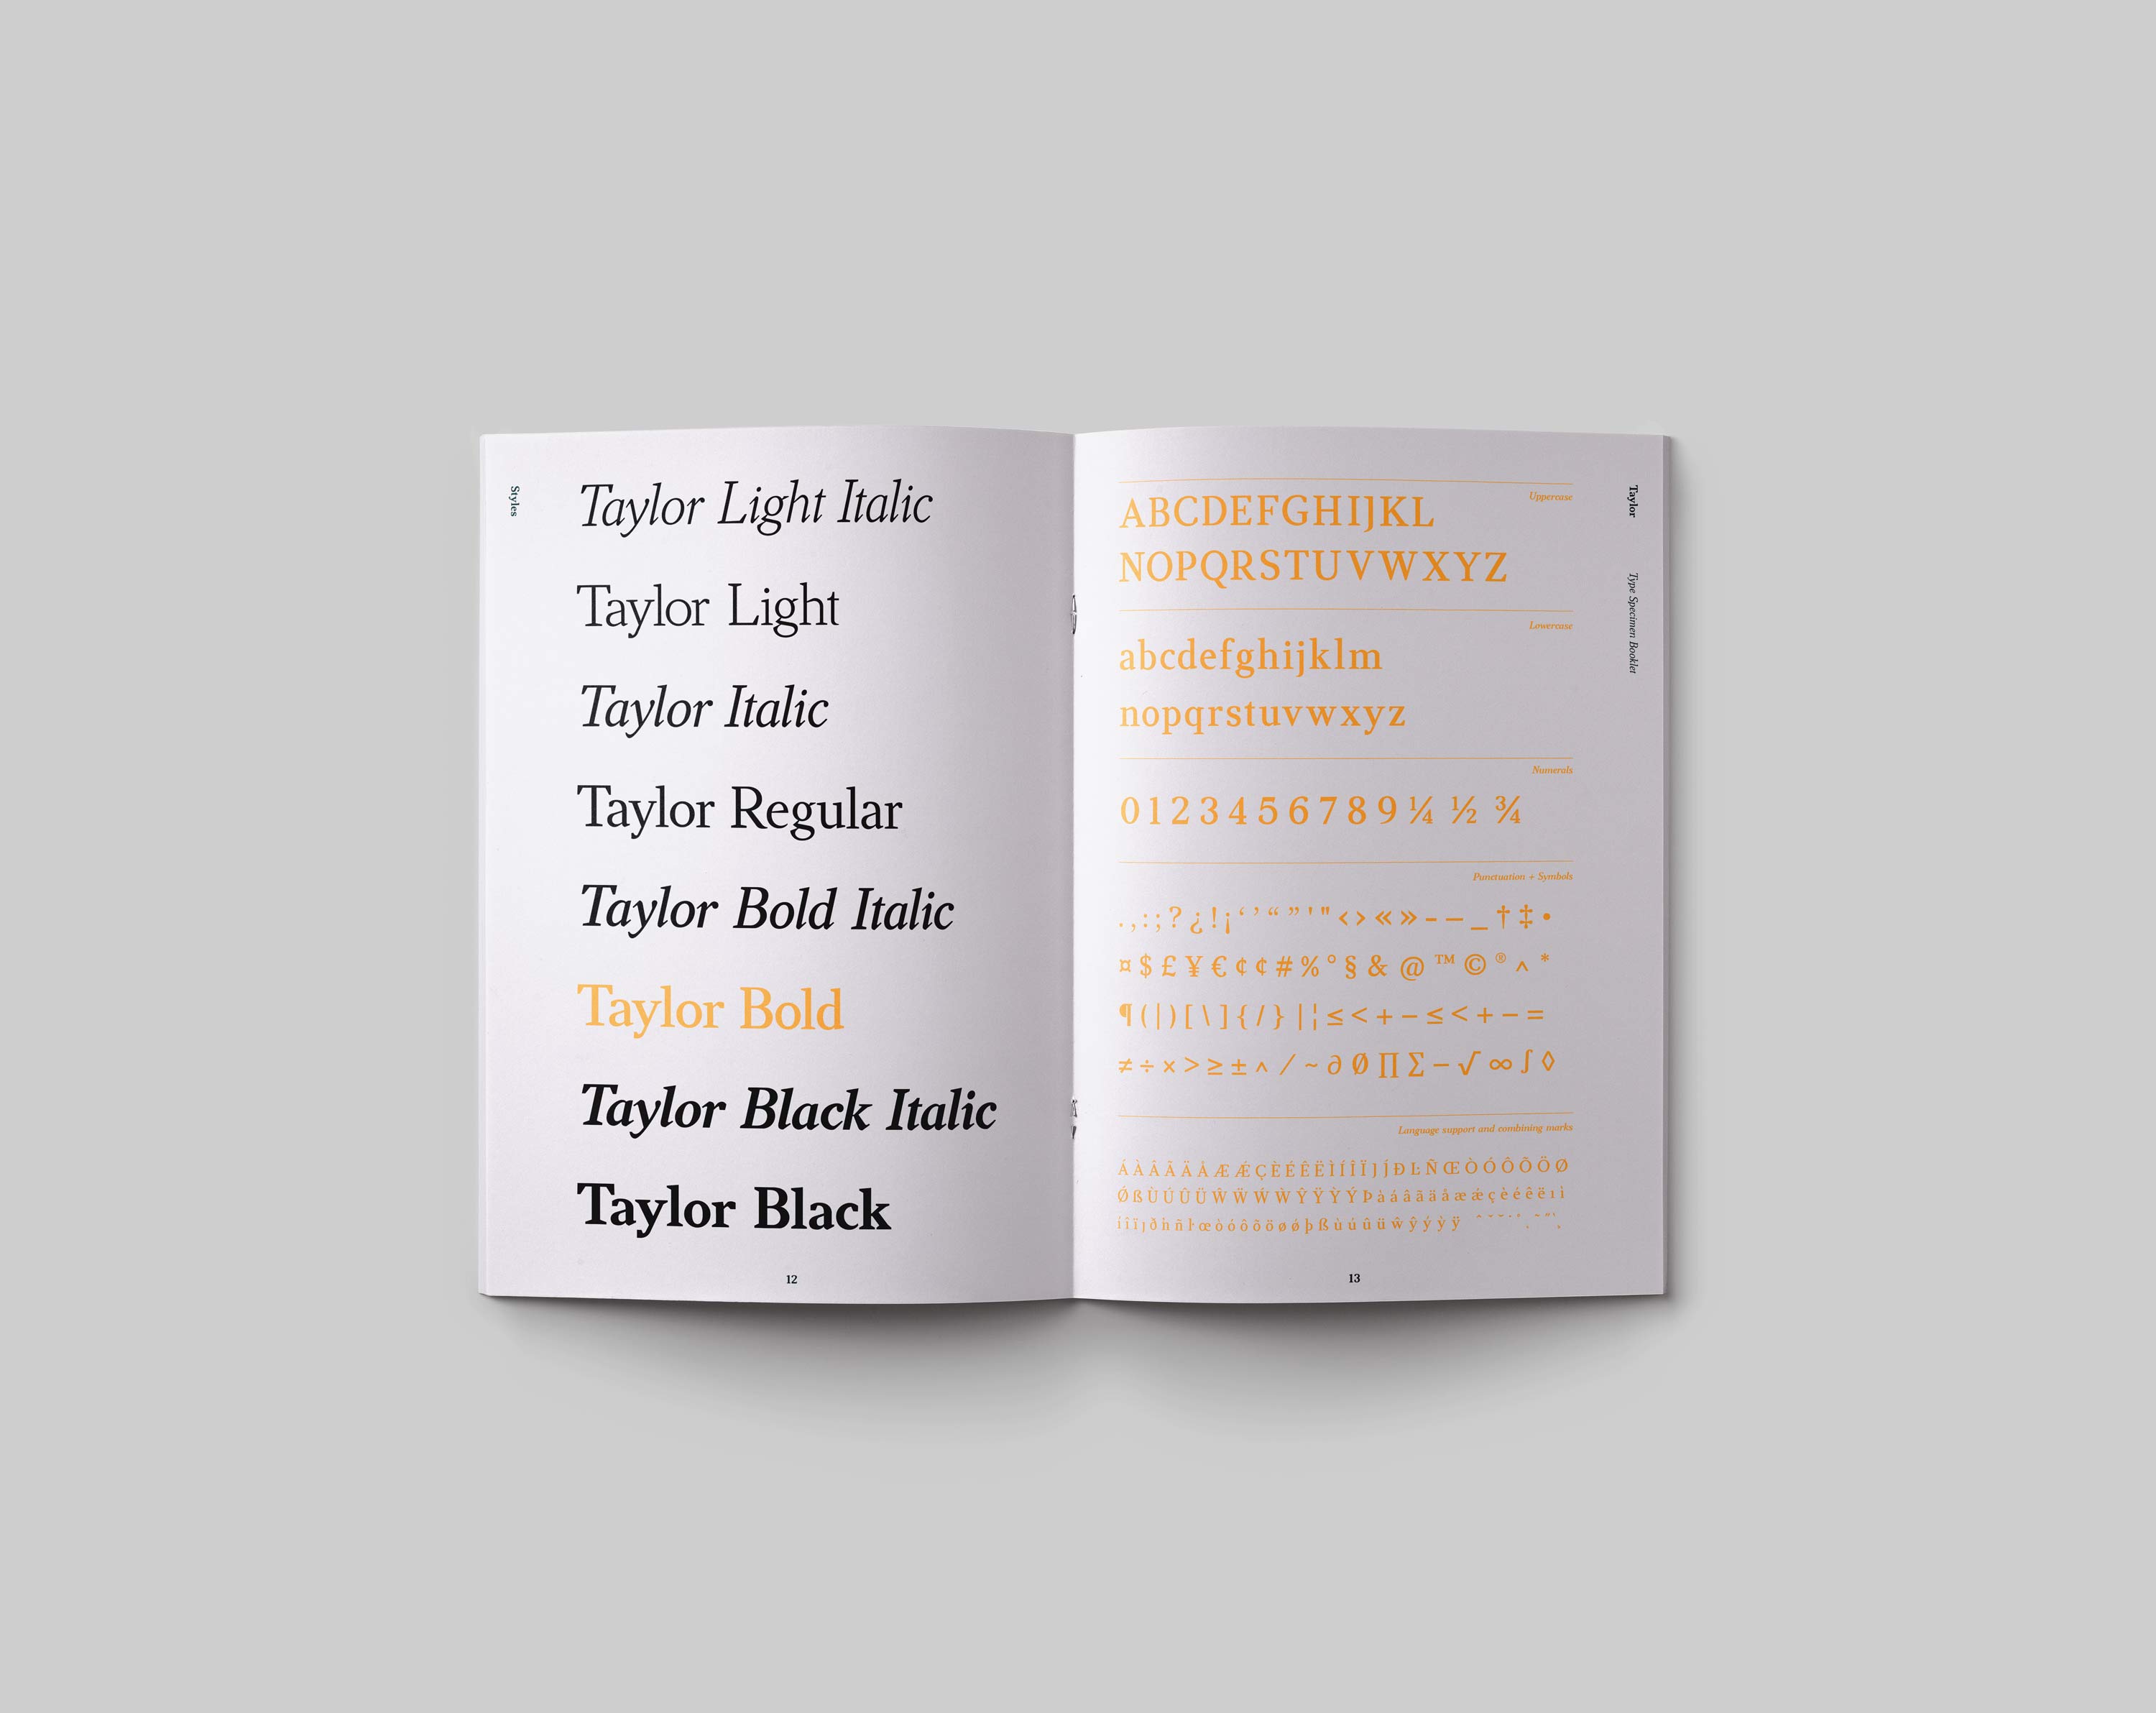 Styles
Taylor Light Italic
Taylor Light
Taylor Italic
Taylor Regular
Taylor Bold Italic
Taylor Bold
Taylor Black Italic
Taylor Black
12
Uppercase
ABCDEFGHIJKL
NOPQRSTUVWXYZ
Lowercase
abcdefghijklm
nopqrstuvwxyz
Numerals
0 1 2 3 4 5 6 7 8 9 ¼ ½ ¾
Punctuation + Symbols
. , : ; ? ¿ ! ¡ ‘ ’ “ ” ' " ‹ › « » - – _ † ‡ •
¤ $ £ ¥ € ¢ ¢ # % ° § & @ ™ © ® ^ *
¶ ( | ) [ \ ] { / } | ¦ ≤ < + − ≤ < + − =
≠ ÷ × > ≥ ± ^ / ~ ∂ Ø ∏ ∑ − √ ∞ ∫ ◊
Language support and combining marks
Á À Â Ã Ä Å Æ Ǽ Ç È É Ê Ë Ì Í Î Ï J J́ Đ Ŀ Ñ Œ Ò Ó Ô Õ Ö Ø
Ǿ ß Ù Ú Û Ü Ŵ Ẅ Ẃ Ẁ Ŷ Ÿ Ỳ Ý Þ à á â ã ä å æ ǽ ç è é ê ë ı ì
í î ï ȷ ð ñ ŀ œ ò ó ô õ ö ø ǿ þ ß ù ú û ü ŵ ŷ ý ỳ ÿ
13
Taylor
Type Specimen Booklet